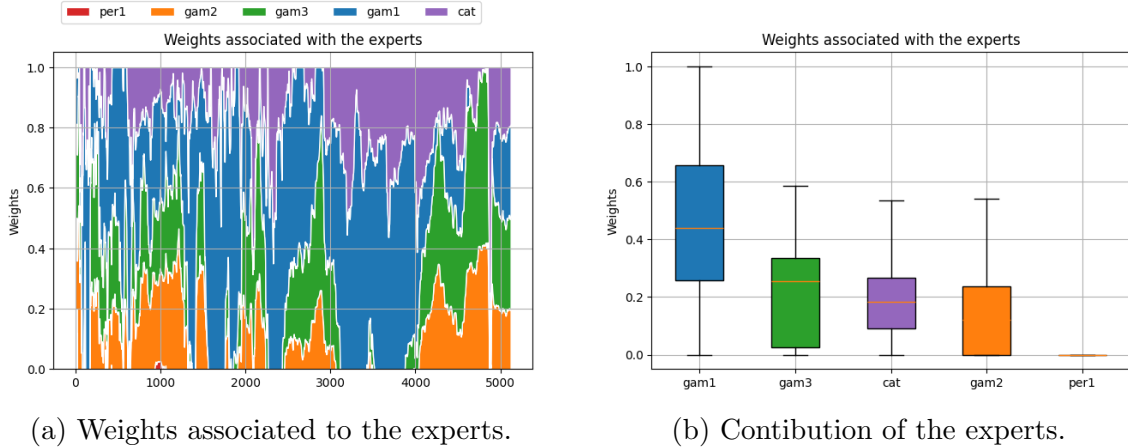 per1 gam2 gam3 gam1 cat
Weights associated with the experts
Weights
1.0
0.8
0.6
0.4
0.2
0.0
0 1000 2000 3000 4000 5000
(a) Weights associated to the experts.
Weights associated with the experts
Weights
1.0
0.8
0.6
0.4
0.2
0.0
gam1 gam3 cat gam2 per1
(b) Contibution of the experts.